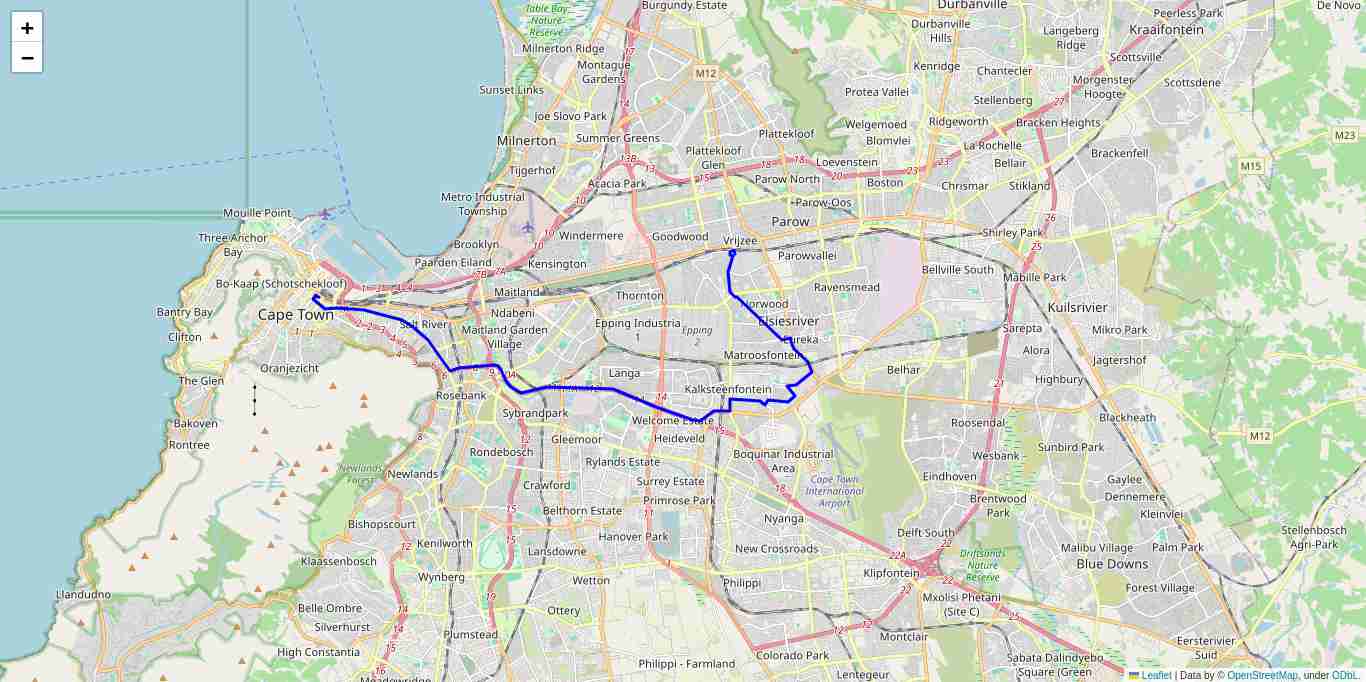 +
−
Table Bay
Nature
Reserve
Burgundy Estate
Durbanville
De Novo
Peerless Park
Kraaifontein
Durbanville
Hills
Langeberg
Ridge
Milnerton Ridge
Scottsville
Montague
Gardens
M12
Kenridge
Chantecler
Morgenster
Hoogte
Scottsdene
Sunset Links
Protea Vallei
Stellenberg
Joe Slovo Park
Summer Greens
Plattekloof
Welgemoed
Blomvlei
Ridgeworth
Bracken Heights
M23
Milnerton
Plattekloof
Glen
Loevenstein
La Rochelle
Bellair
Brackenfell
M15
Tijgerhof
Acacia Park
Parow North
Boston
Chrismar
Stikland
Metro Industrial
Township
Parow-Oos
Mouille Point
Parow
Three Anchor
Bay
Brooklyn
Windermere
Goodwood
Vrijzee
Shirley Park
Paarden Eiland
Kensington
Parowvallei
Bellville South
Mabille Park
Bo-Kaap (Schotschekloof)
Maitland
Thornton
Norwood
Ravensmead
Kuilsrivier
Bantry Bay
Cape Town
Salt River
Ndabeni
Maitland Garden
Village
Epping Industria
1
Epping
2
Elsiesriver
Eureka
Sarepta
Mikro Park
Clifton
Matroosfontein
Alora
Jagtershof
Oranjezicht
Langa
Belhar
Highbury
The Glen
Rosebank
Kalksteenfontein
Bakoven
Sybrandpark
Welcome Estate
Roosendal
Blackheath
Rontree
Gleemoor
Heideveld
Sunbird Park
M12
Newlands
Forest
Newlands
Rondebosch
Rylands Estate
Boquinar Industrial
Area
Wesbank
Crawford
Surrey Estate
Cape Town
International
Airport
Eindhoven
Gaylee
Dennemere
Primrose Park
Brentwood
Park
Kleinvlei
Bishopscourt
Belthorn Estate
Nyanga
Delft South
Stellenbosch
Agri-Park
Kenilworth
Lansdowne
Hanover Park
New Crossroads
Malibu Village
Palm Park
Klaassenbosch
Driftsands
Nature
Reserve
Blue Downs
Wynberg
Wetton
Philippi
Klipfontein
Forest Village
Llandudno
Mxolisi Phetani
(Site C)
Belle Ombre
Ottery
Silverhurst
Plumstead
Montclair
Eersterivier
Suid
High Constantia
Philippi - Farmland
Colorado Park
Sabata Dalindyebo
Square (Green
Meadowridge
Lentegeur
Leaflet | Data by © OpenStreetMap, under ODbL.